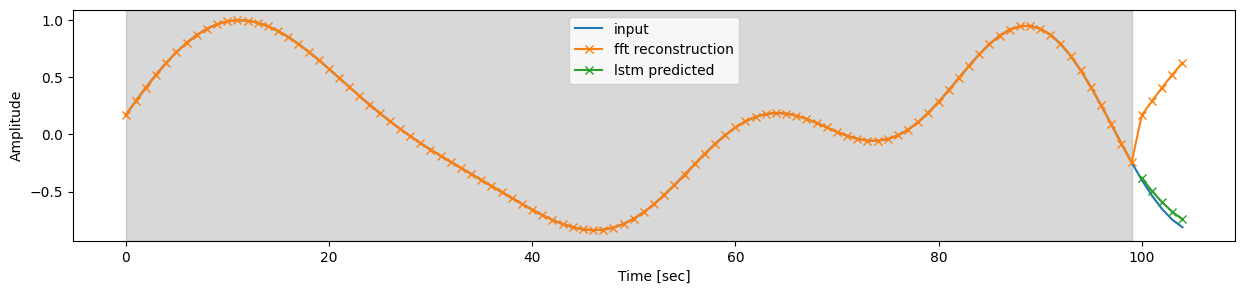 input
fft reconstruction
lstm predicted
Amplitude
1.0
0.5
0.0
−0.5
0
20
40
60
80
100
Time [sec]